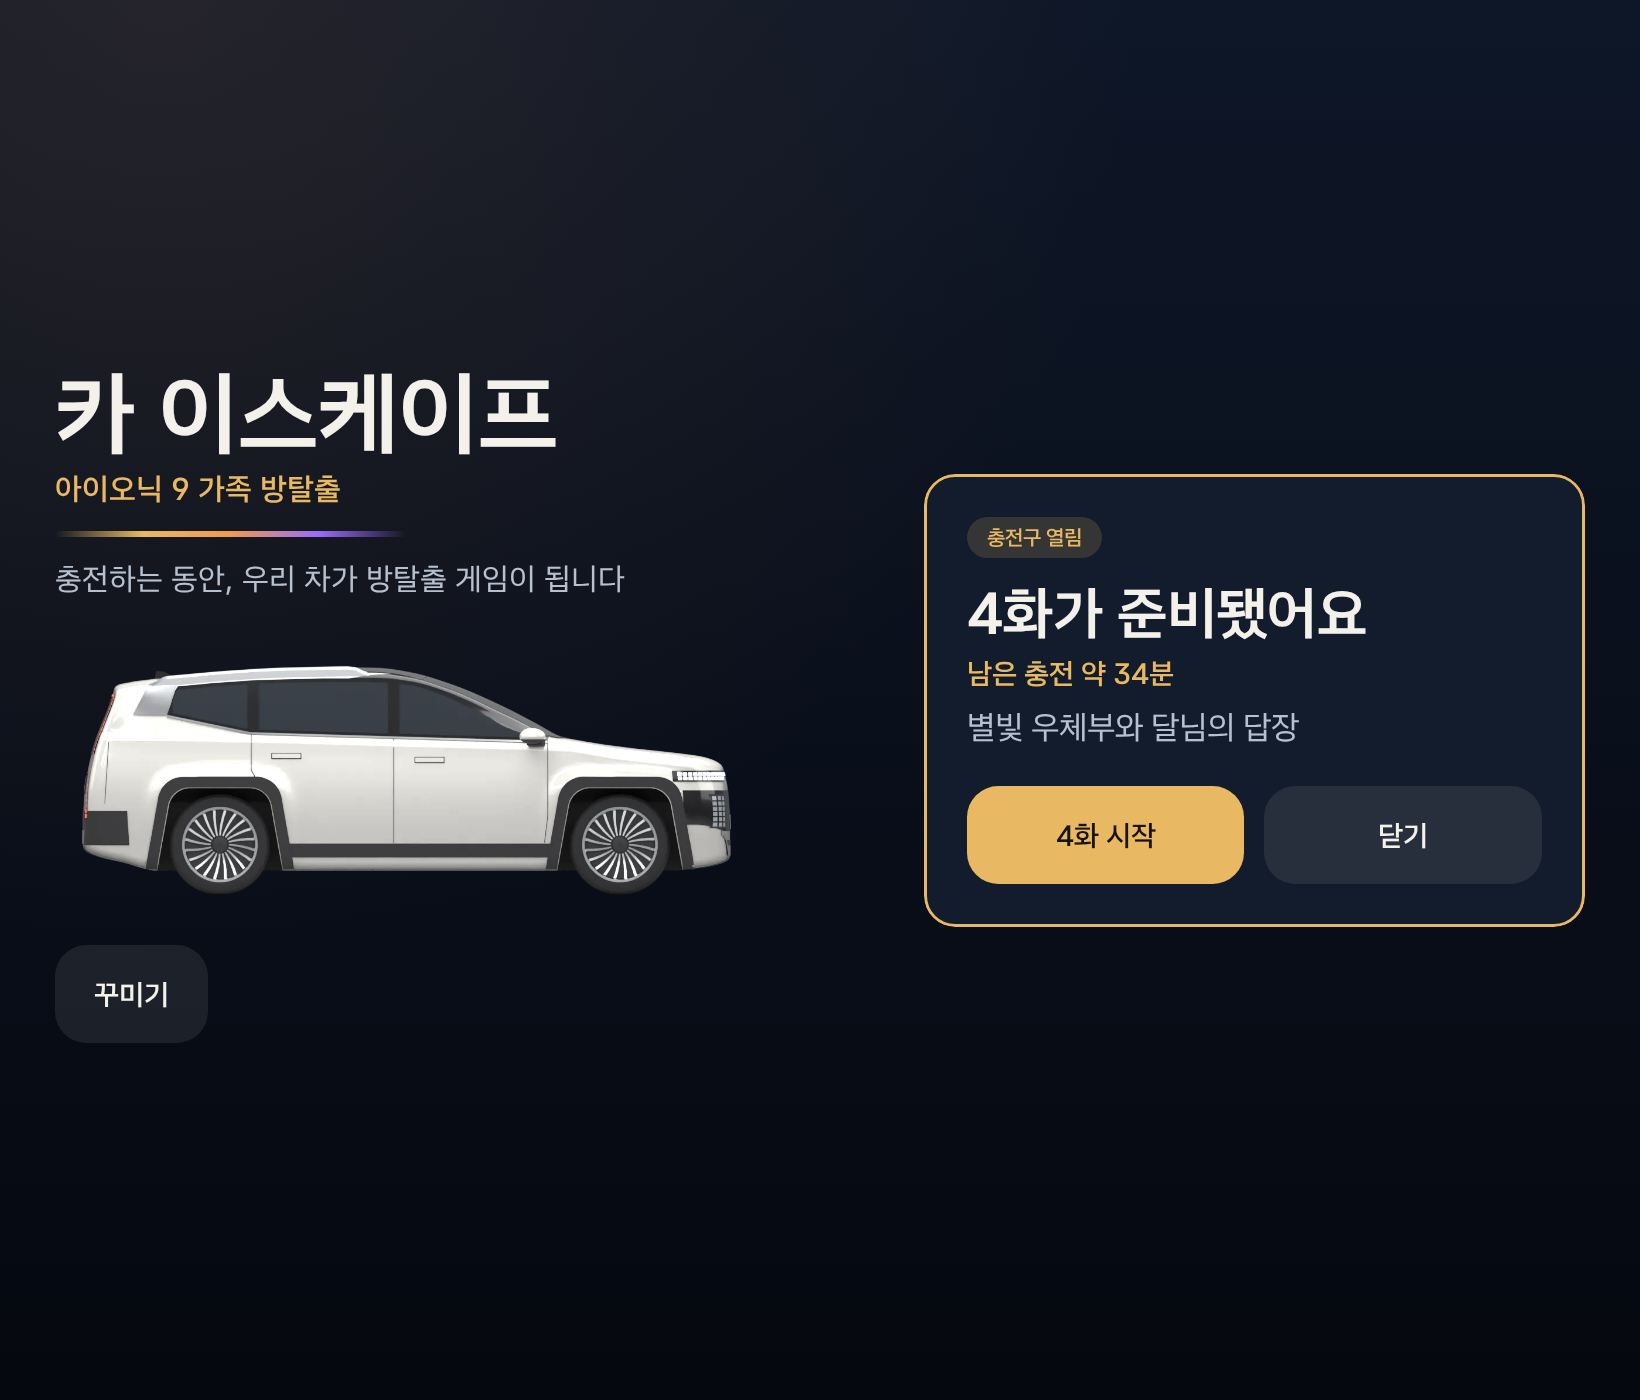 카 이스케이프
아이오닉 9 가족 방탈출
충전하는 동안, 우리 차가 방탈출 게임이 됩니다
꾸미기
충전구 열림
4화가 준비됐어요
남은 충전 약 34분
별빛 우체부와 달님의 답장
4화 시작
닫기